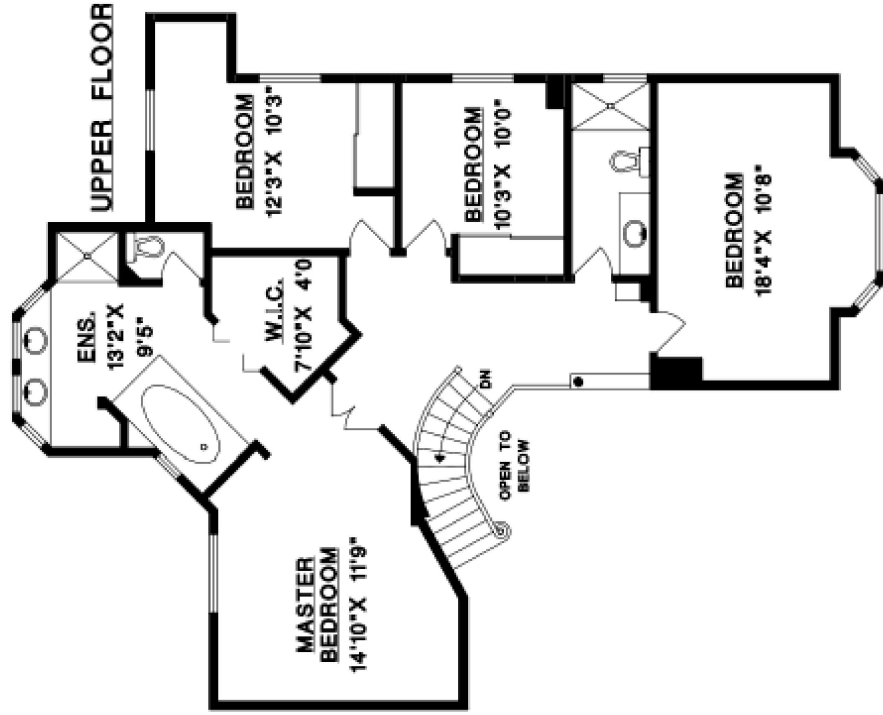 UPPER FLOOR
BEDROOM
12'3"X 10'3"
BEDROOM
10'3"X 10'0"
BEDROOM
18'4"X 10'8"
ENS.
13'2"X
9'5"
W.I.C.
7'10"X 4'0
DN
OPEN TO
BELOW
MASTER
BEDROOM
14'10"X 11'9"